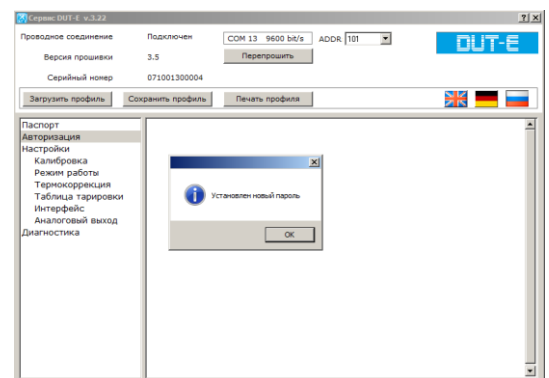 Сервис DUT-E v.3.22
Проводное соединение Подключен COM 13 9600 bit/s ADDR 101
DUT-E
Версия прошивки 3.5 Перепрошить
Серийный номер 071001300004
Загрузить профиль Сохранить профиль Печать профиля
Паспорт
Авторизация
Настройки
Калибровка
Режим работы
Термокоррекция
Таблица тарировки
Интерфейс
Аналоговый выход
Диагностика
Установлен новый пароль
OK